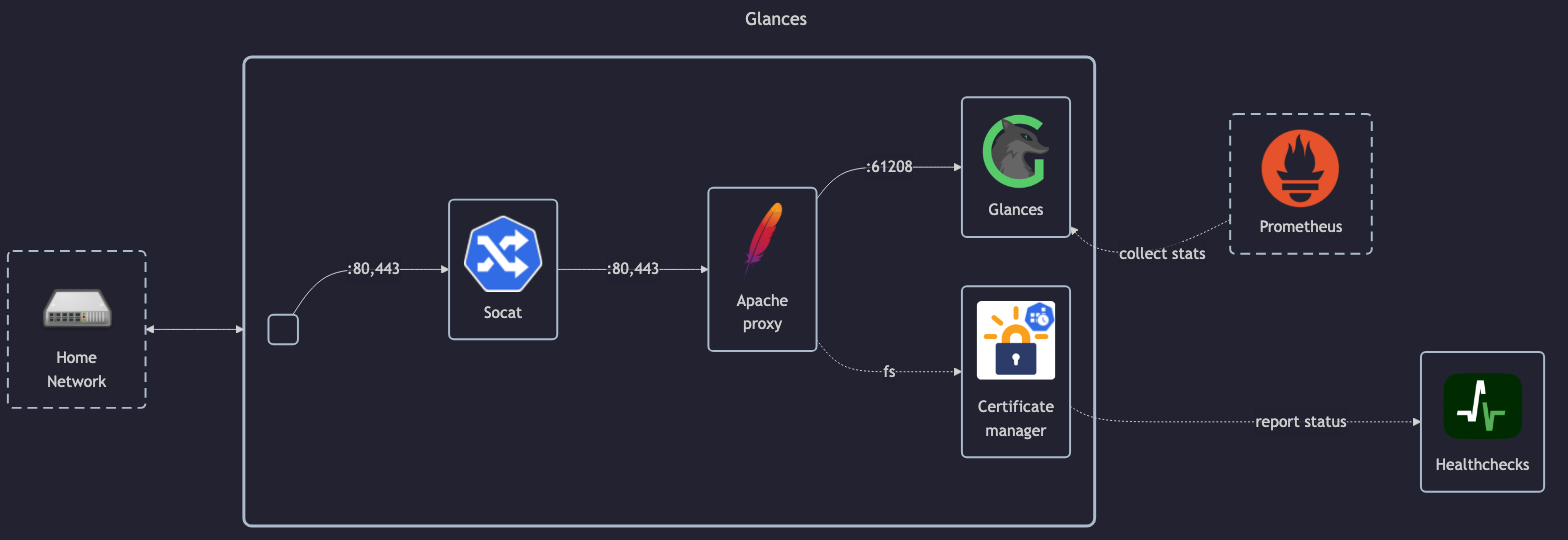 Glances
Home
Network
:80,443
Socat
:80,443
Apache
proxy
:61208
Glances
collect stats
Prometheus
fs
Certificate
manager
report status
Healthchecks